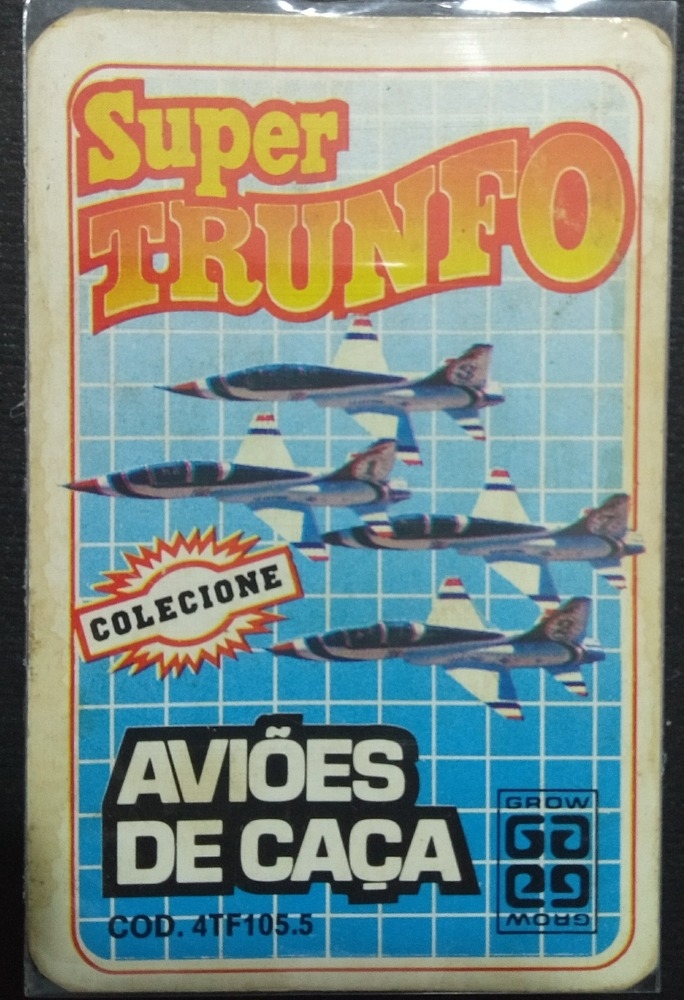 Super
TRUNFO
COLECIONE
AVIÕES
DE CAÇA
COD. 4TF105.5
GROW
GROW